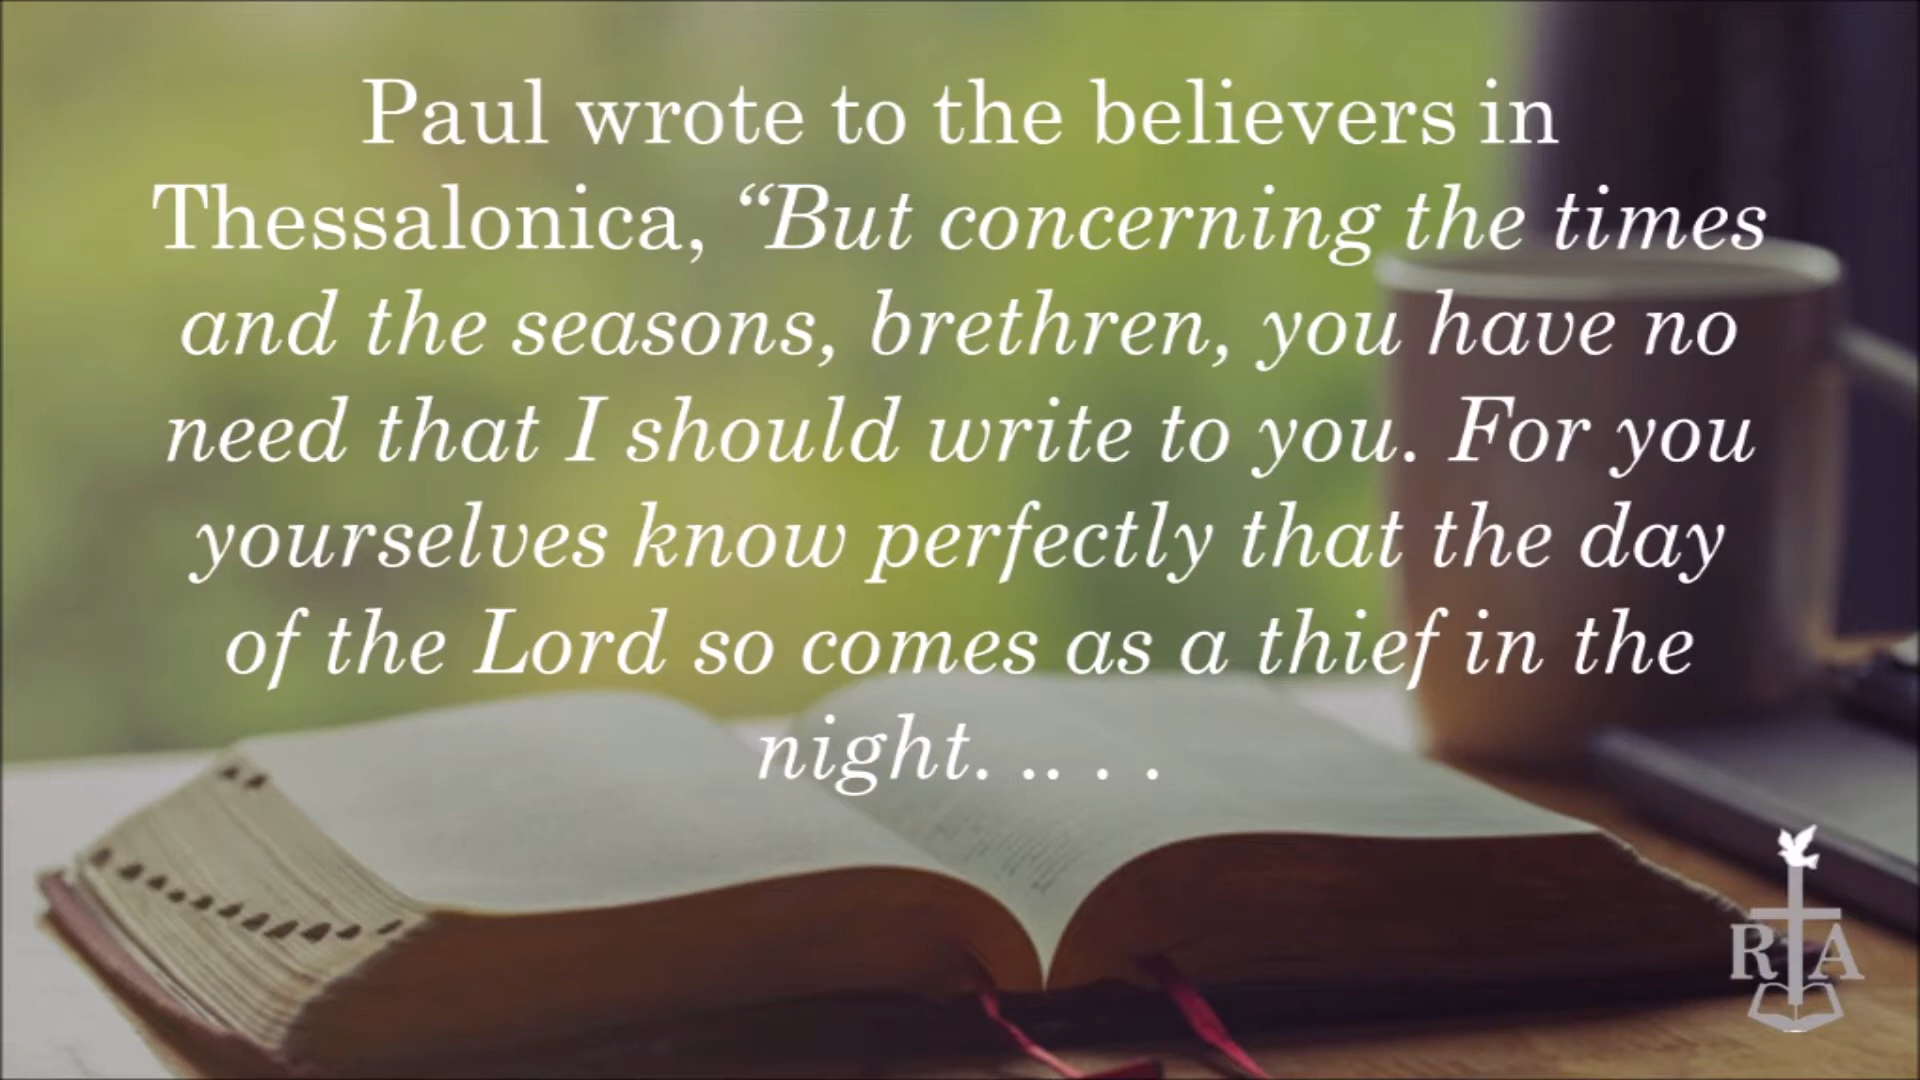 Paul wrote to the believers in
Thessalonica, “But concerning the times
and the seasons, brethren, you have no
need that I should write to you. For you
yourselves know perfectly that the day
of the Lord so comes as a thief in the
night. .. . .
R A